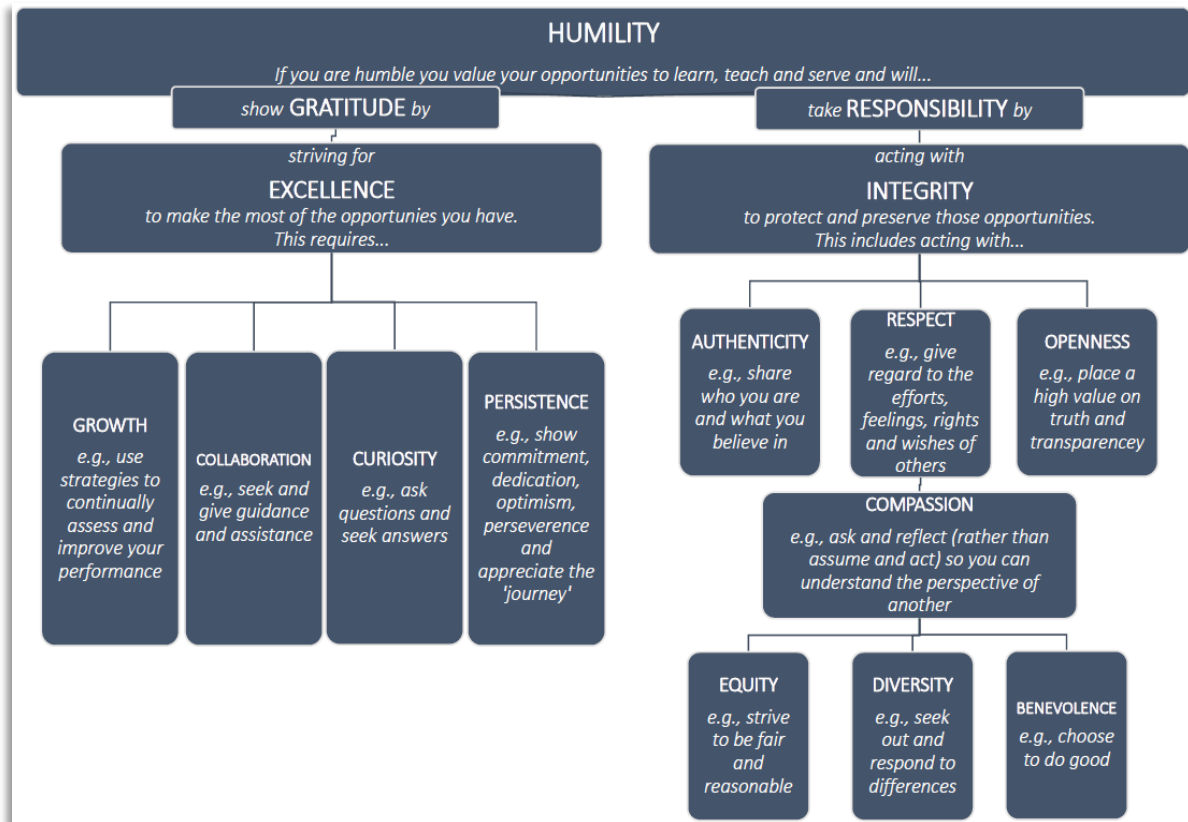 HUMILITY
If you are humble you value your opportunities to learn, teach and serve and will...
show GRATITUDE by
striving for
EXCELLENCE
to make the most of the opportunies you have.
This requires...
GROWTH
e.g., use
strategies to
continually
assess and
improve your
performance
COLLABORATION
e.g., seek and
give guidance
and assistance
CURIOSITY
e.g., ask
questions and
seek answers
PERSISTENCE
e.g., show
commitment,
dedication,
optimism,
perseverence
and
appreciate the
'journey'
take RESPONSIBILITY by
acting with
INTEGRITY
to protect and preserve those opportunities.
This includes acting with...
AUTHENTICITY
e.g., share
who you are
and what you
believe in
RESPECT
e.g., give
regard to the
efforts,
feelings, rights
and wishes of
others
OPENNESS
e.g., place a
high value on
truth and
transparencey
COMPASSION
e.g., ask and reflect (rather than
assume and act) so you can
understand the perspective of
another
EQUITY
e.g., strive
to be fair
and
reasonable
DIVERSITY
e.g., seek
out and
respond to
differences
BENEVOLENCE
e.g., choose
to do good